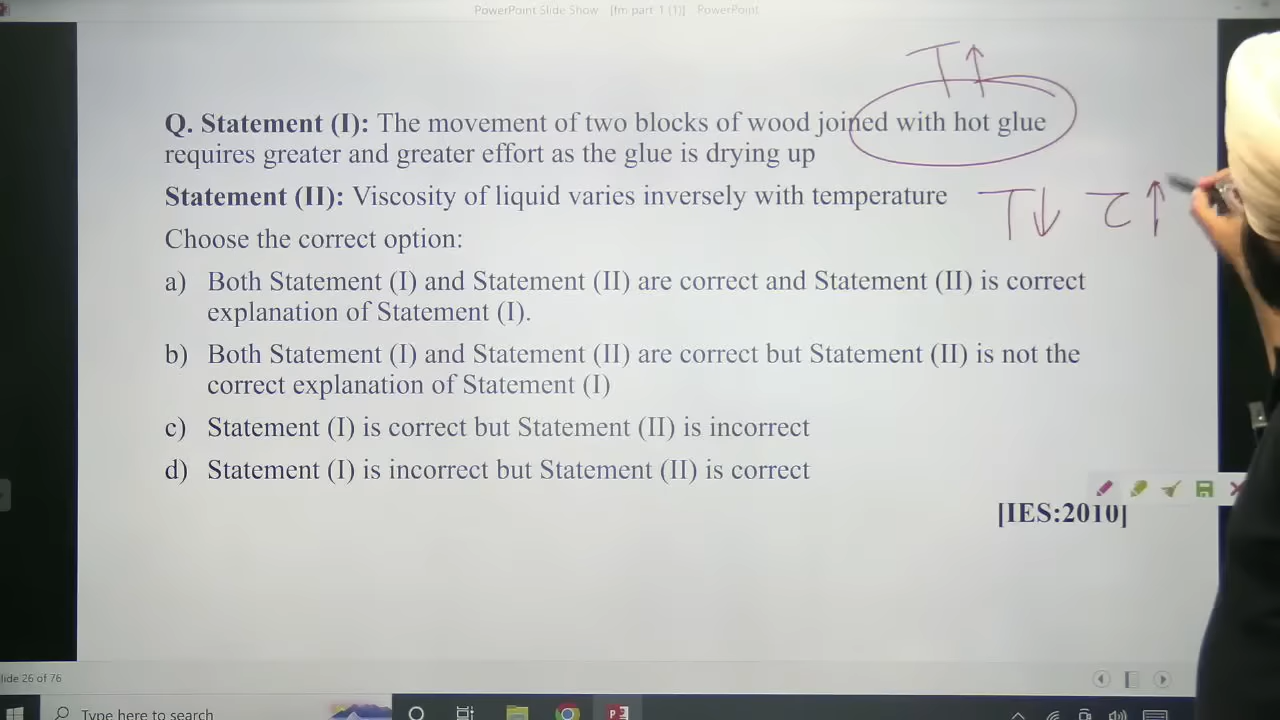 PowerPoint Slide Show - [fm part 1 (1)] - PowerPoint
T↑
Q. Statement (I): The movement of two blocks of wood joined with hot glue
requires greater and greater effort as the glue is drying up
Statement (II): Viscosity of liquid varies inversely with temperature
T↓ τ↑
Choose the correct option:
a) Both Statement (I) and Statement (II) are correct and Statement (II) is correct
explanation of Statement (I).
b) Both Statement (I) and Statement (II) are correct but Statement (II) is not the
correct explanation of Statement (I)
c) Statement (I) is correct but Statement (II) is incorrect
d) Statement (I) is incorrect but Statement (II) is correct
[IES:2010]
lide 26 of 76
Type here to search